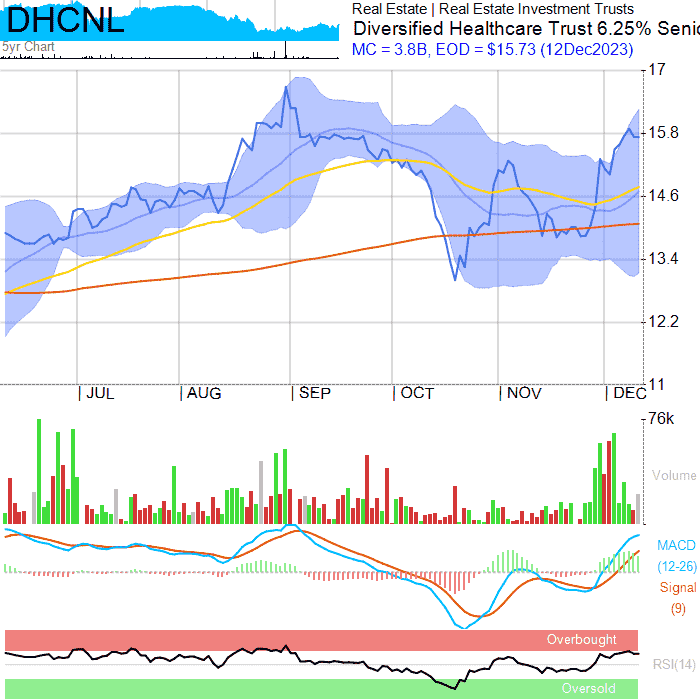 DHCNL
5yr Chart
Real Estate | Real Estate Investment Trusts
Diversified Healthcare Trust 6.25% Senio
MC = 3.8B, EOD = $15.73 (12Dec2023)
17
15.8
14.6
13.4
12.2
11
| JUL | AUG | SEP | OCT | NOV | DEC
76k
Volume
MACD
(12-26)
Signal
(9)
Overbought
RSI(14)
Oversold